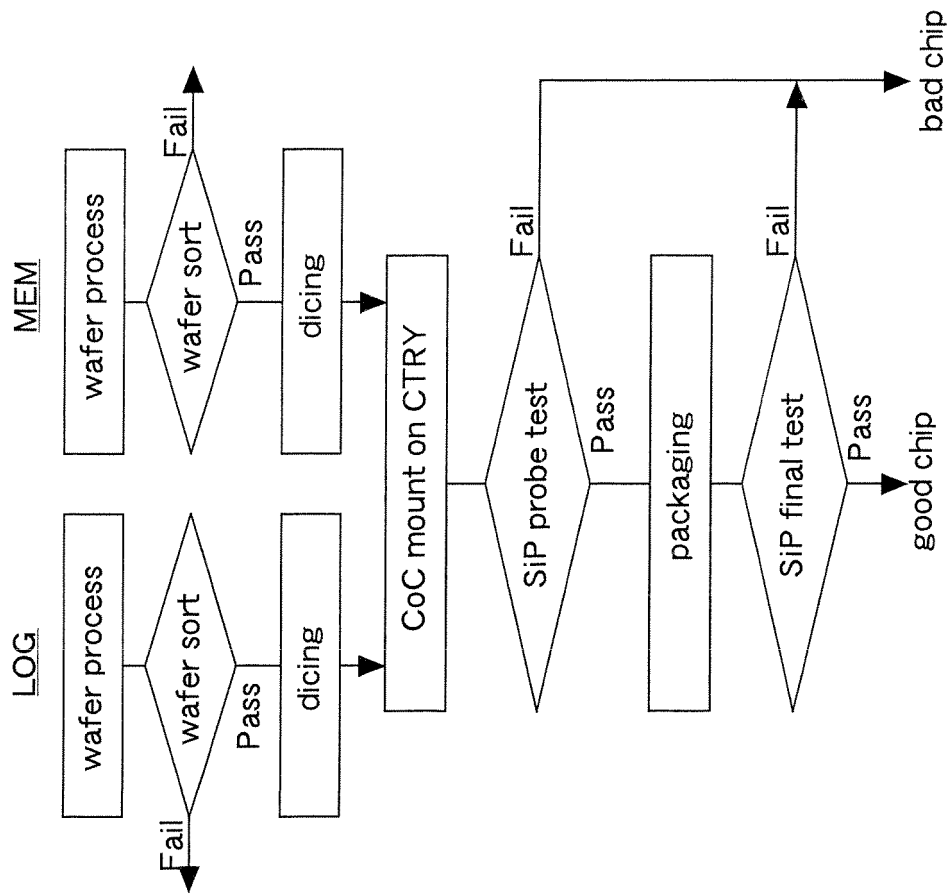 LOG
MEM
wafer process
wafer process
wafer sort
wafer sort
Fail
Fail
Pass
Pass
dicing
dicing
CoC mount on CTRY
SiP probe test
Fail
Pass
packaging
SiP final test
Fail
Pass
good chip
bad chip